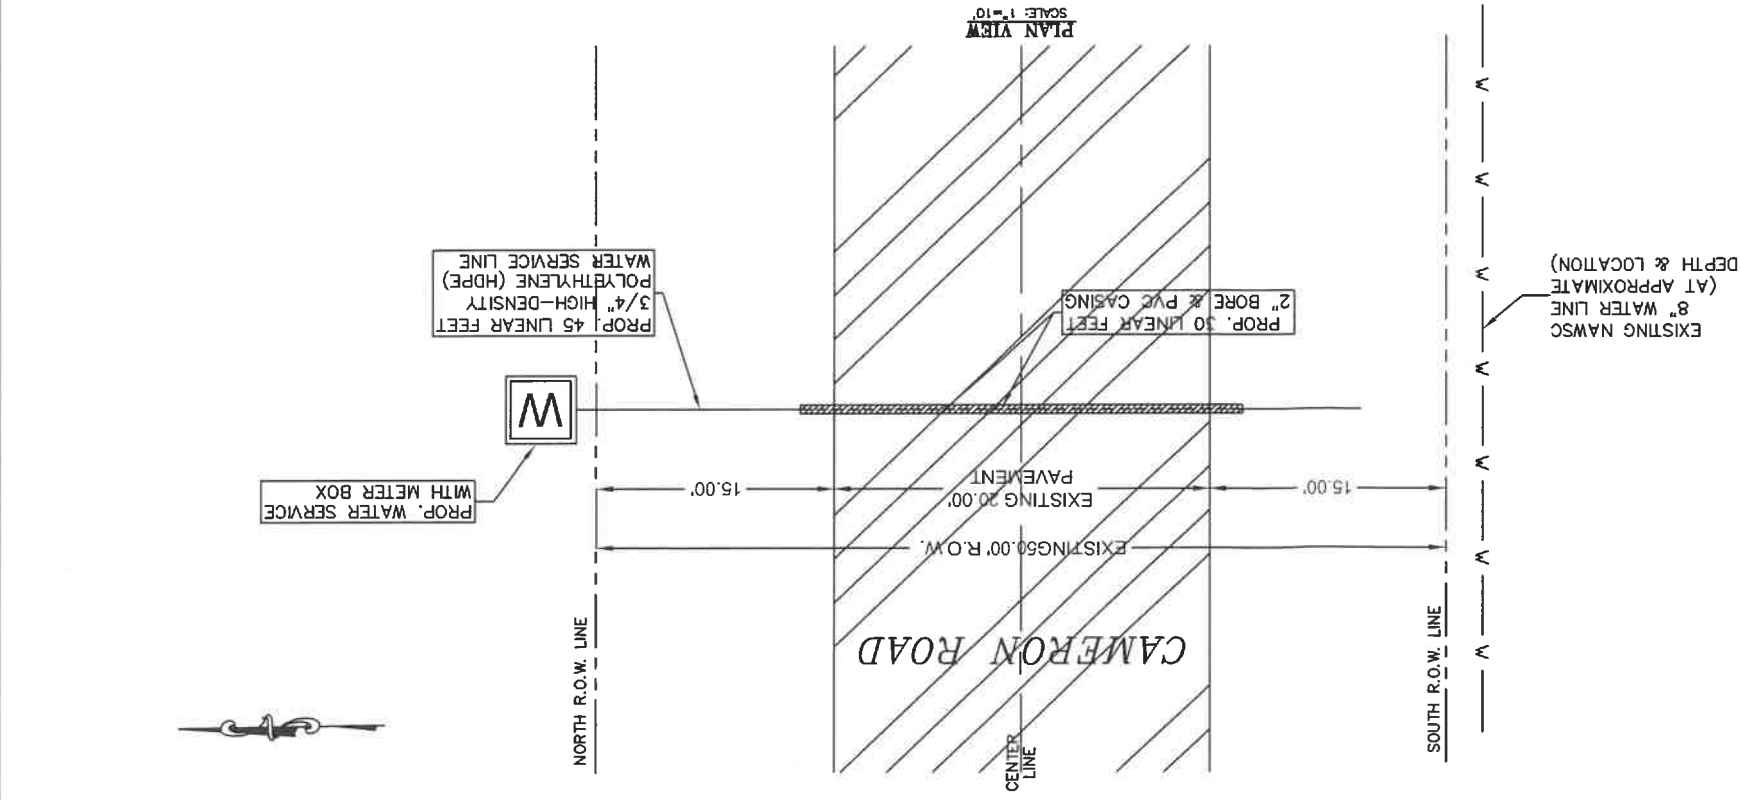 CAMERON ROAD
EXISTING50.00' R.O.W.
EXISTING 20.00'
PAVEMENT
15.00'
15.00'
PROP. WATER SERVICE
WITH METER BOX
W
PROP. 45 LINEAR FEET
3/4" HIGH-DENSITY
POLYETHYLENE (HDPE)
WATER SERVICE LINE
PROP. 30 LINEAR FEET
2" BORE & PVC CASING
EXISTING NAWSC
8" WATER LINE
(AT APPROXIMATE
DEPTH & LOCATION)
NORTH R.O.W. LINE
CENTER
LINE
SOUTH R.O.W. LINE
W
W
W
W
W
W
W
PLAN VIEW
SCALE: 1"=10'